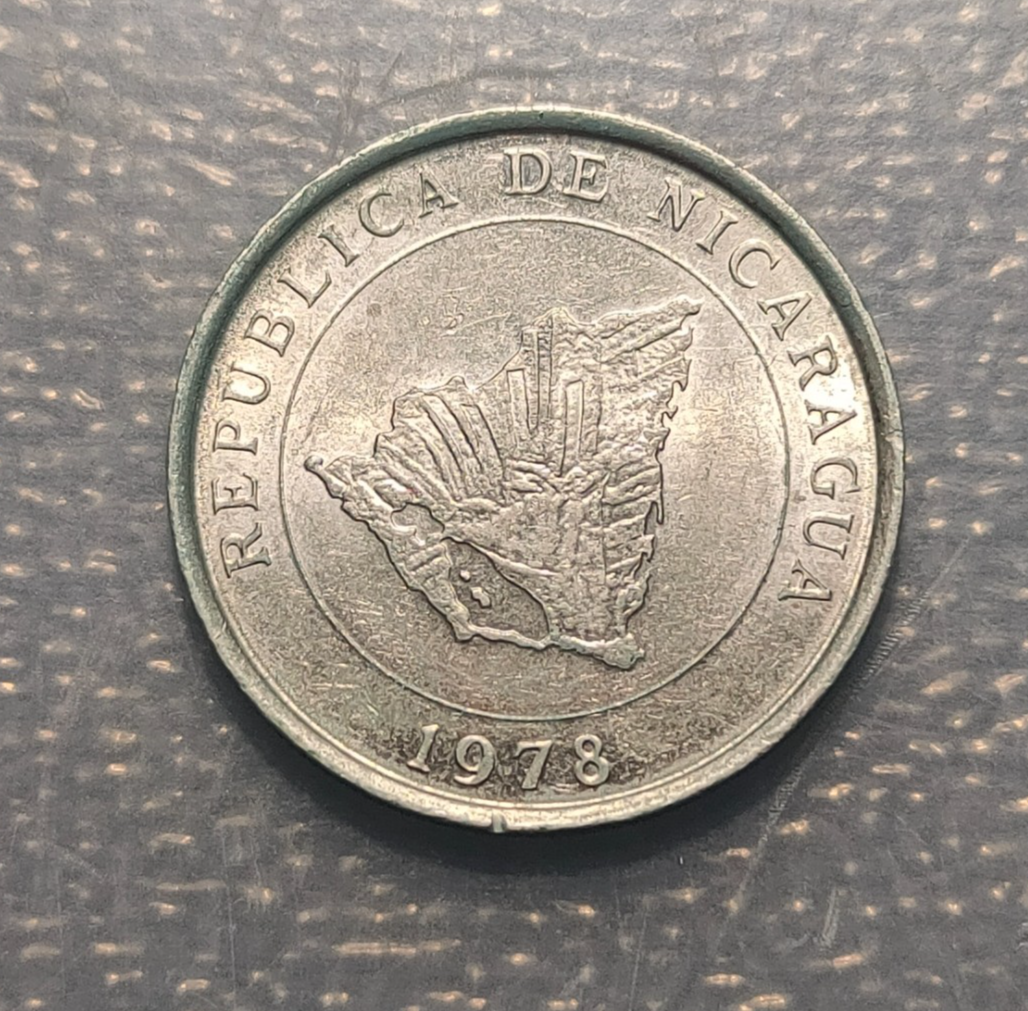 REPUBLICA DE NICARAGUA
1978